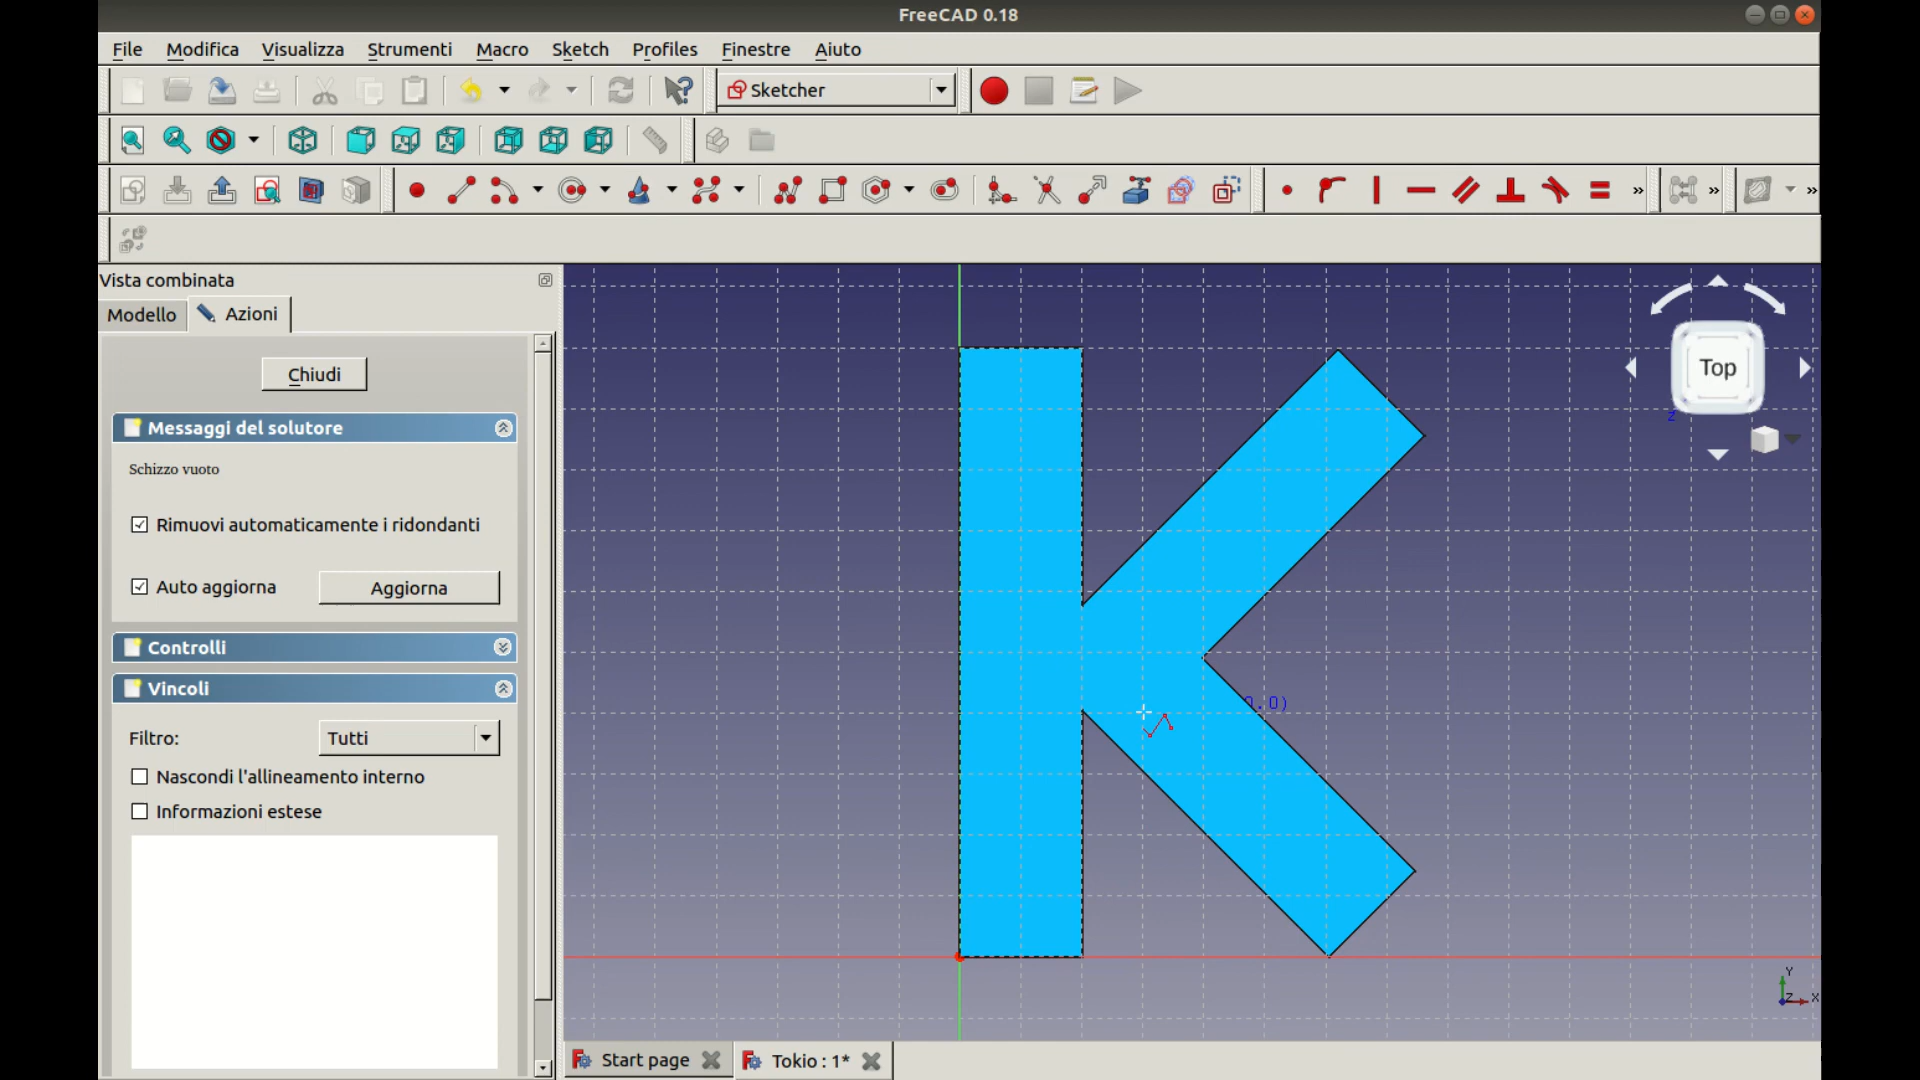 FreeCAD 0.18
File Modifica Visualizza Strumenti Macro Sketch Profiles Finestre Aiuto
Sketcher
Vista combinata
Modello Azioni
Chiudi
Messaggi del solutore
Schizzo vuoto
Rimuovi automaticamente i ridondanti
Auto aggiorna Aggiorna
Controlli
Vincoli
Filtro: Tutti
Nascondi l'allineamento interno
Informazioni estese
Top
Z
.0)
Y
Z X
Start page Tokio : 1*